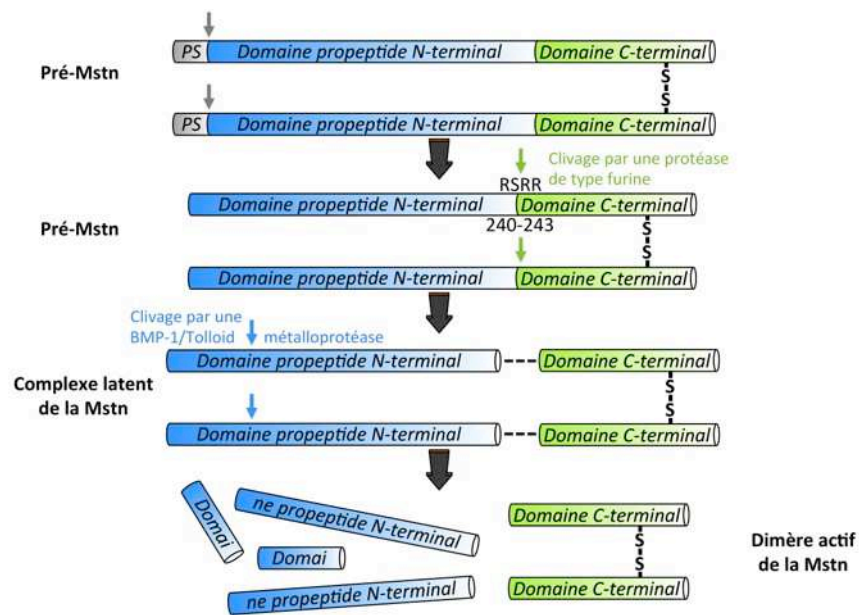 PS Domaine propeptide N-terminal Domaine C-terminal
Pré-Mstn
S
S
PS Domaine propeptide N-terminal Domaine C-terminal
Clivage par une protéase
de type furine
RSRR
Domaine propeptide N-terminal Domaine C-terminal
240-243
Pré-Mstn
S
S
Domaine propeptide N-terminal Domaine C-terminal
Clivage par une
BMP-1/Tolloid métalloprotéase
Domaine propeptide N-terminal Domaine C-terminal
Complexe latent
de la Mstn
S
S
Domaine propeptide N-terminal Domaine C-terminal
Domai
ne propeptide N-terminal
Domaine C-terminal
Domai
S
S
Dimère actif
de la Mstn
ne propeptide N-terminal
Domaine C-terminal